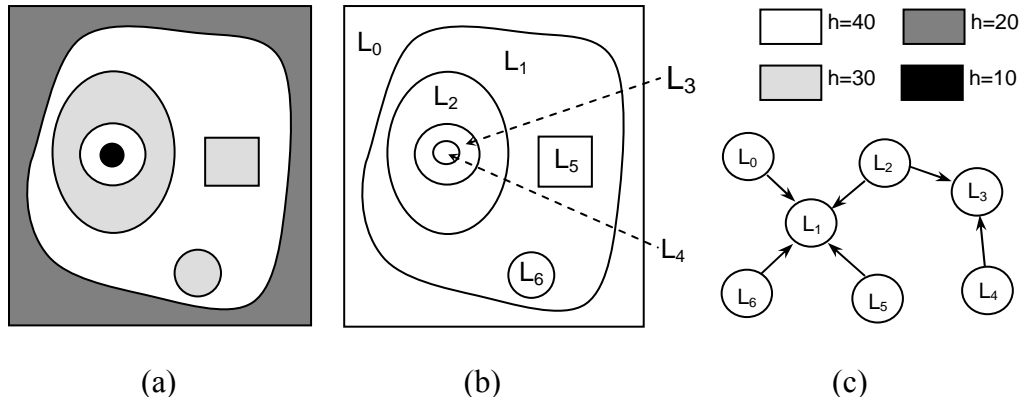 L₀
L₁
L₂
L₃
L₅
L₄
L₆
h=40
h=20
h=30
h=10
L₀
L₂
L₃
L₁
L₆
L₅
L₄
(a)
(b)
(c)